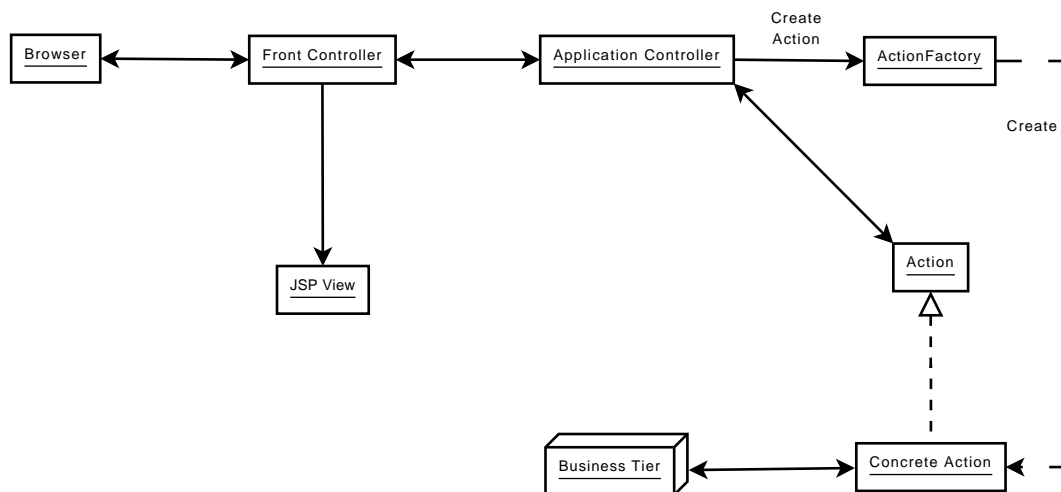 Create
Action
Browser
Front Controller
Application Controller
ActionFactory
Create
Action
JSP View
Business Tier
Concrete Action